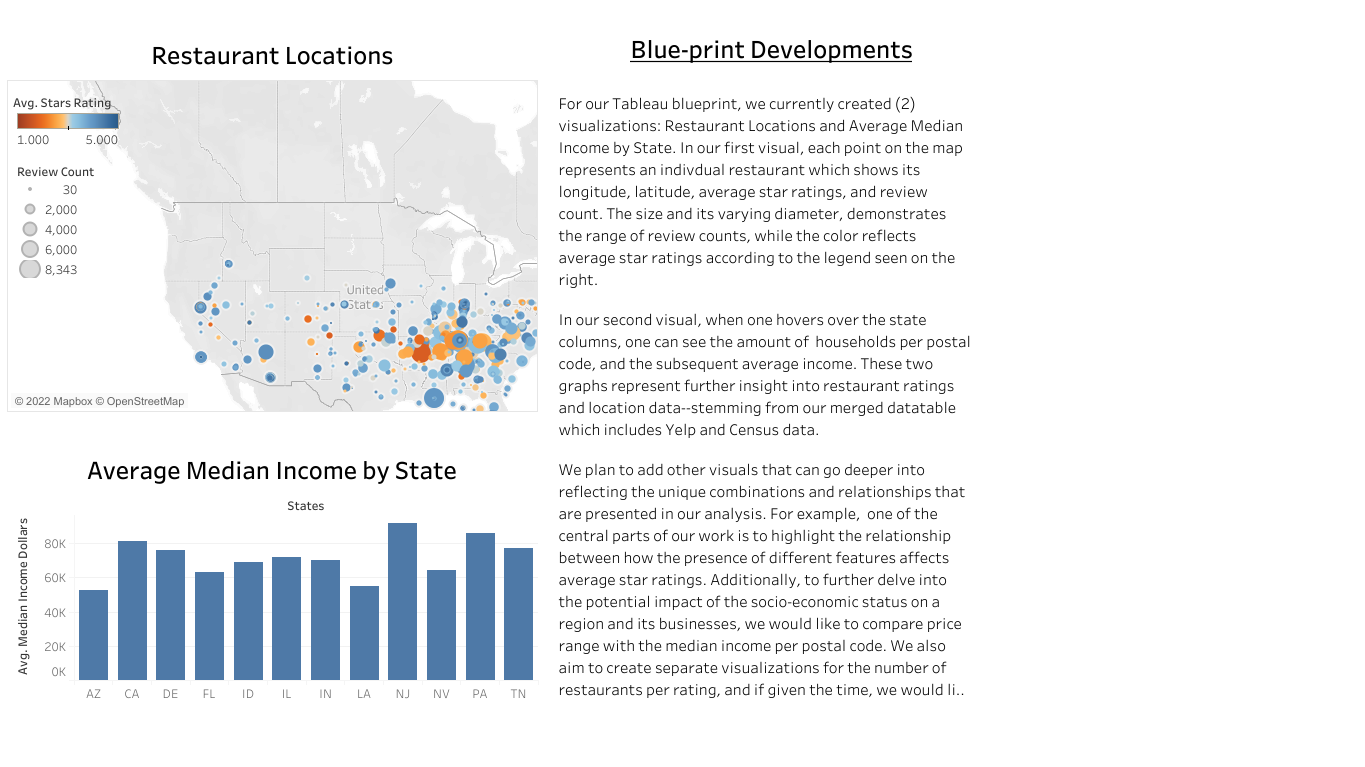 Restaurant Locations
Avg. Stars Rating
1.000 5.000
Review Count
30
2,000
4,000
6,000
8,343
United
States
© 2022 Mapbox © OpenStreetMap
Average Median Income by State
States
Avg. Median Income Dollars
80K
60K
40K
20K
0K
AZ CA DE FL ID IL IN LA NJ NV PA TN
Blue-print Developments
For our Tableau blueprint, we currently created (2)
visualizations: Restaurant Locations and Average Median
Income by State. In our first visual, each point on the map
represents an indivdual restaurant which shows its
longitude, latitude, average star ratings, and review
count. The size and its varying diameter, demonstrates
the range of review counts, while the color reflects
average star ratings according to the legend seen on the
right.
In our second visual, when one hovers over the state
columns, one can see the amount of  households per postal
code, and the subsequent average income. These two
graphs represent further insight into restaurant ratings
and location data--stemming from our merged datatable
which includes Yelp and Census data.
We plan to add other visuals that can go deeper into
reflecting the unique combinations and relationships that
are presented in our analysis. For example,  one of the
central parts of our work is to highlight the relationship
between how the presence of different features affects
average star ratings. Additionally, to further delve into
the potential impact of the socio-economic status on a
region and its businesses, we would like to compare price
range with the median income per postal code. We also
aim to create separate visualizations for the number of
restaurants per rating, and if given the time, we would li..